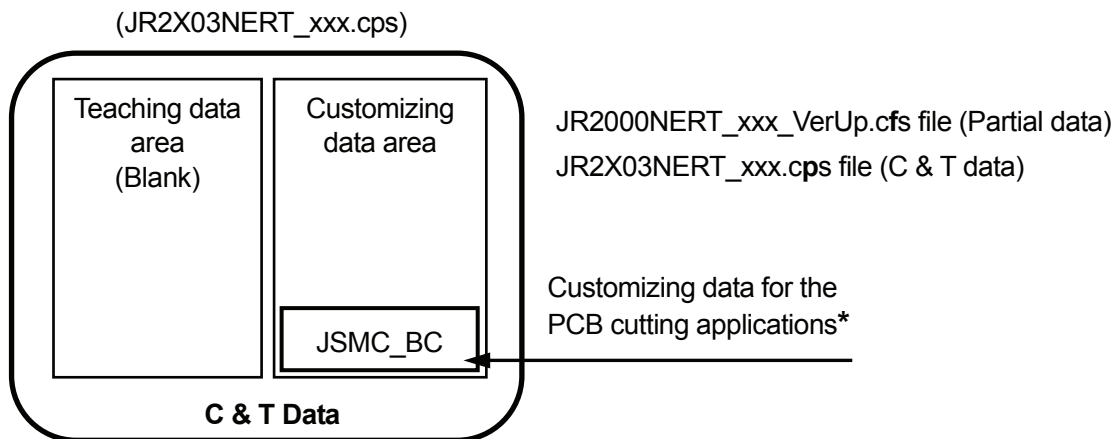 (JR2X03NERT_xxx.cps)
Teaching data
area
(Blank)
Customizing
data area
JSMC_BC
C & T Data
JR2000NERT_xxx_VerUp.cfs file (Partial data)
JR2X03NERT_xxx.cps file (C & T data)
Customizing data for the
PCB cutting applications*